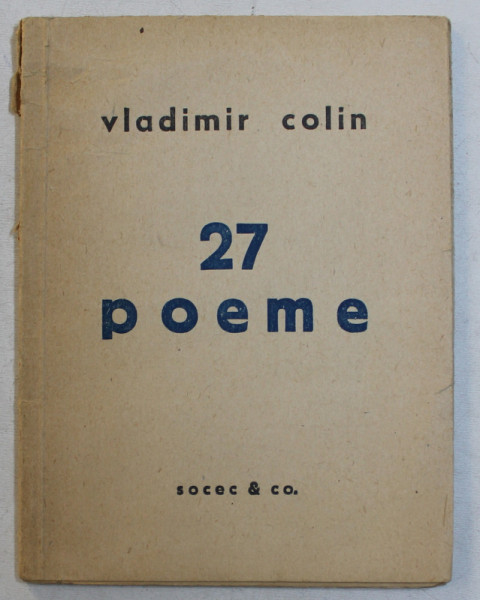 vladimir colin
27
poeme
socec & co.